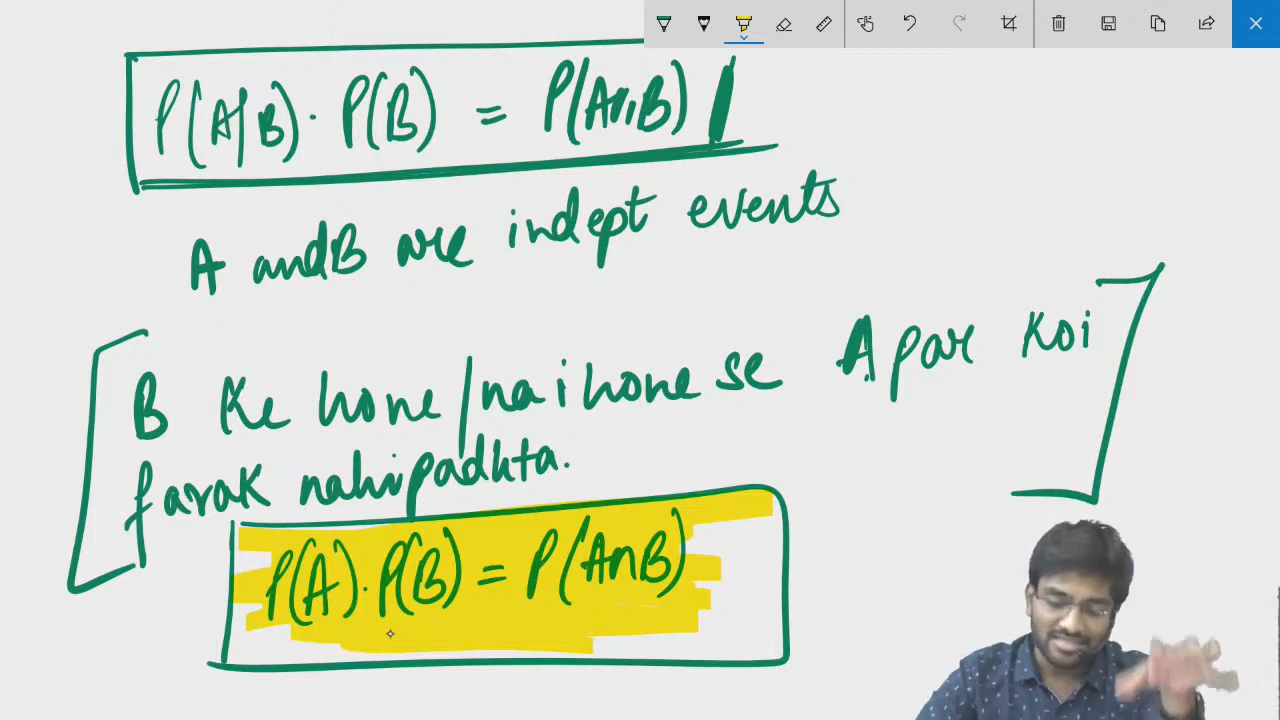 P(A|B) · P(B) = P(A∩B)
A and B are indept events
B Ke hone/nai hone se A par koi
farak nahi padhta.
P(A) · P(B) = P(A∩B)